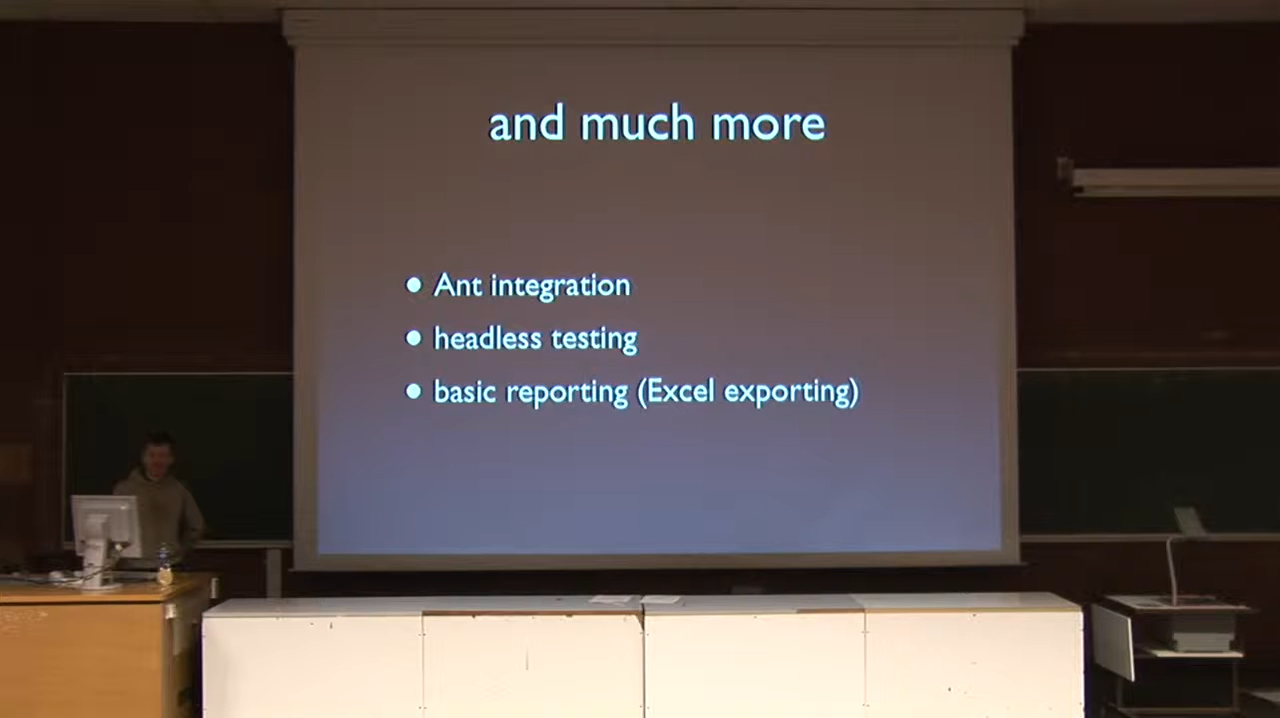 and much more
• Ant integration
• headless testing
• basic reporting (Excel exporting)